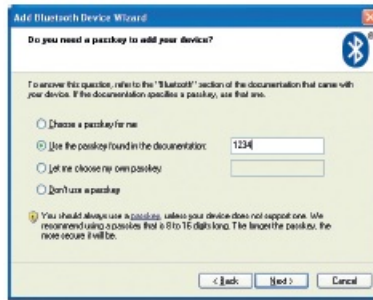 Add Bluetooth Device Wizard
Do you need a passkey to add your device?
To answer this question, refer to the "Bluetooth" section of the documentation that came with
your device. If the documentation specifies a passkey, use that one.
Choose a passkey for me
Use the passkey found in the documentation: 1234
Let me choose my own passkey:
Don't use a passkey
You should always use a passkey, unless your device does not support one. We
recommend using a passkey that is 8 to 16 digits long. The longer the passkey, the
more secure it will be.
< Back Next > Cancel